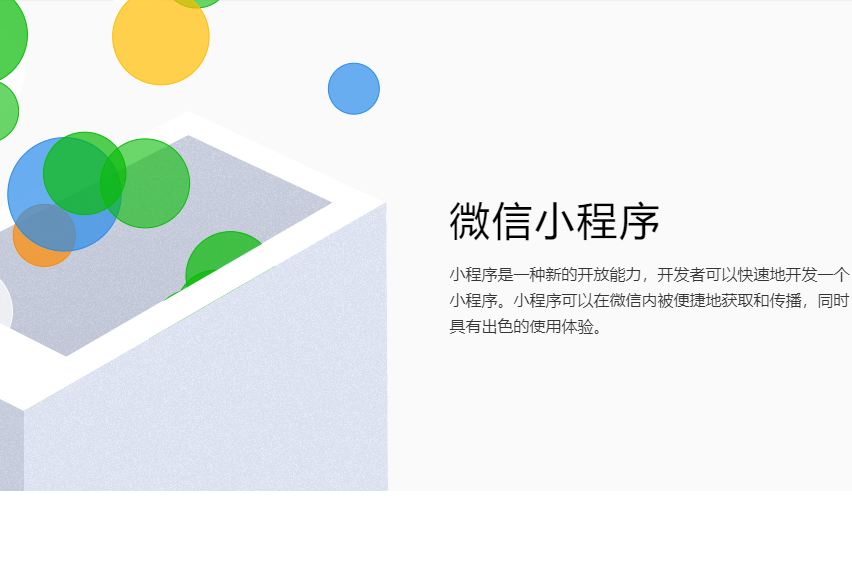 微信小程序
小程序是一种新的开放能力，开发者可以快速地开发一个
小程序。小程序可以在微信内被便捷地获取和传播，同时
具有出色的使用体验。